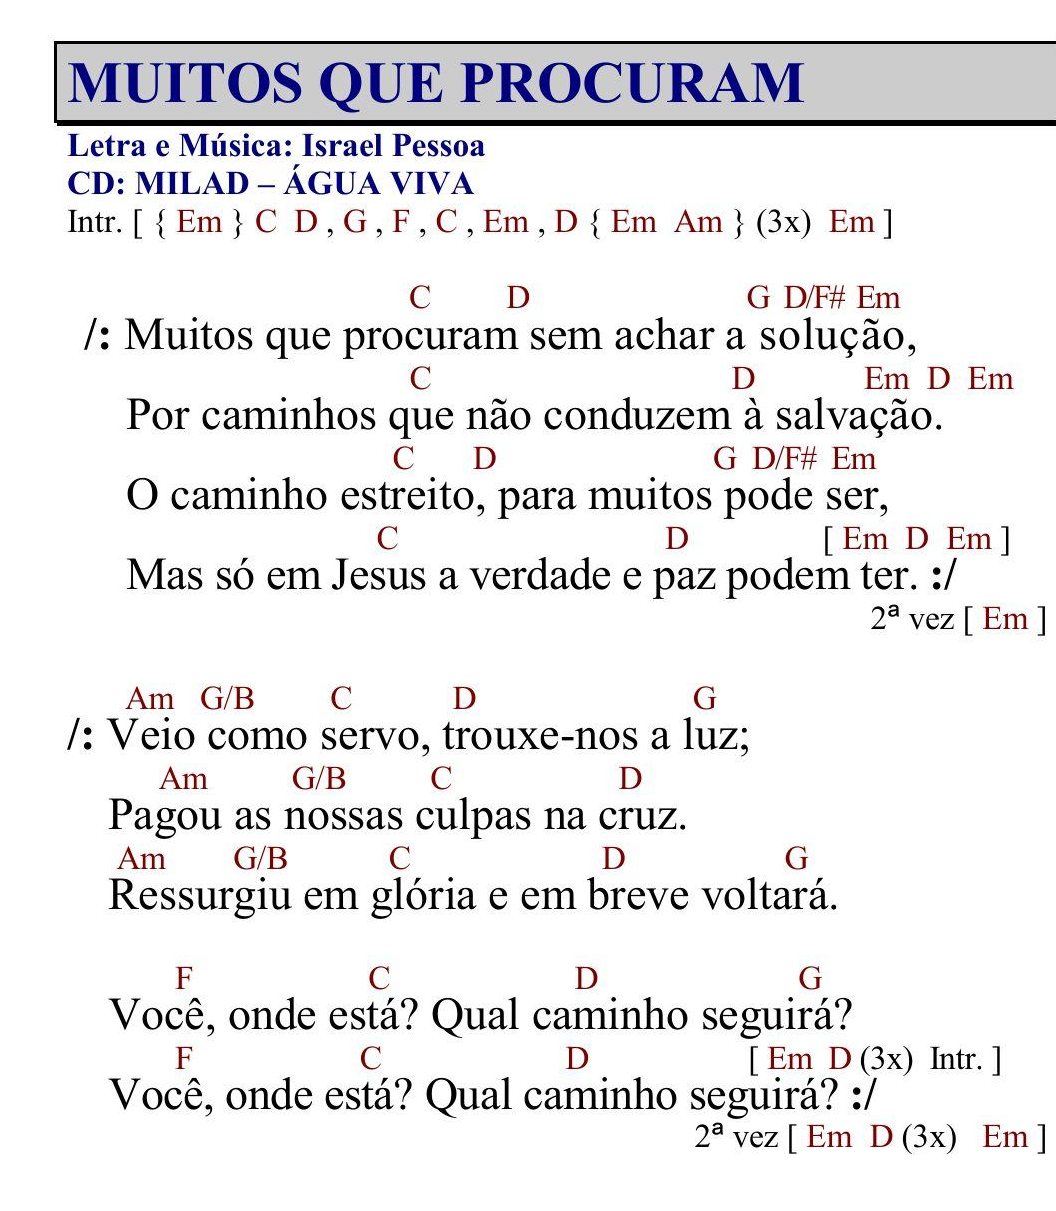 MUITOS QUE PROCURAM
Letra e Música: Israel Pessoa
CD: MILAD – ÁGUA VIVA
Intr. [ { Em } C D , G , F , C , Em , D { Em Am } (3x) Em ]
C D G D/F# Em
/: Muitos que procuram sem achar a solução,
C D Em D Em
Por caminhos que não conduzem à salvação.
C D G D/F# Em
O caminho estreito, para muitos pode ser,
C D [ Em D Em ]
Mas só em Jesus a verdade e paz podem ter. :/
2ª vez [ Em ]
Am G/B C D G
/: Veio como servo, trouxe-nos a luz;
Am G/B C D
Pagou as nossas culpas na cruz.
Am G/B C D G
Ressurgiu em glória e em breve voltará.
F C D G
Você, onde está? Qual caminho seguirá?
F C D [ Em D (3x) Intr. ]
Você, onde está? Qual caminho seguirá? :/
2ª vez [ Em D (3x) Em ]